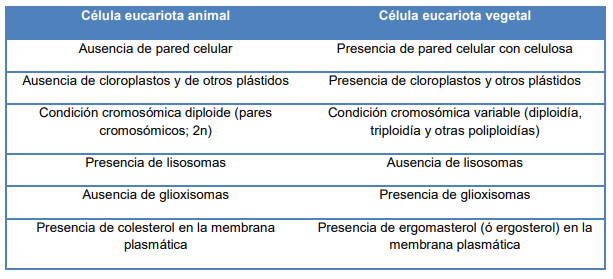 Célula eucariota animal Célula eucariota vegetal
Ausencia de pared celular Presencia de pared celular con celulosa
Ausencia de cloroplastos y de otros plástidos Presencia de cloroplastos y otros plástidos
Condición cromosómica diploide (pares Condición cromosómica variable (diploidía,
cromosómicos; 2n) triploidía y otras poliploidías)
Presencia de lisosomas Ausencia de lisosomas
Ausencia de glioxisomas Presencia de glioxisomas
Presencia de colesterol en la membrana Presencia de ergomasterol (ó ergosterol) en la
plasmática membrana plasmática